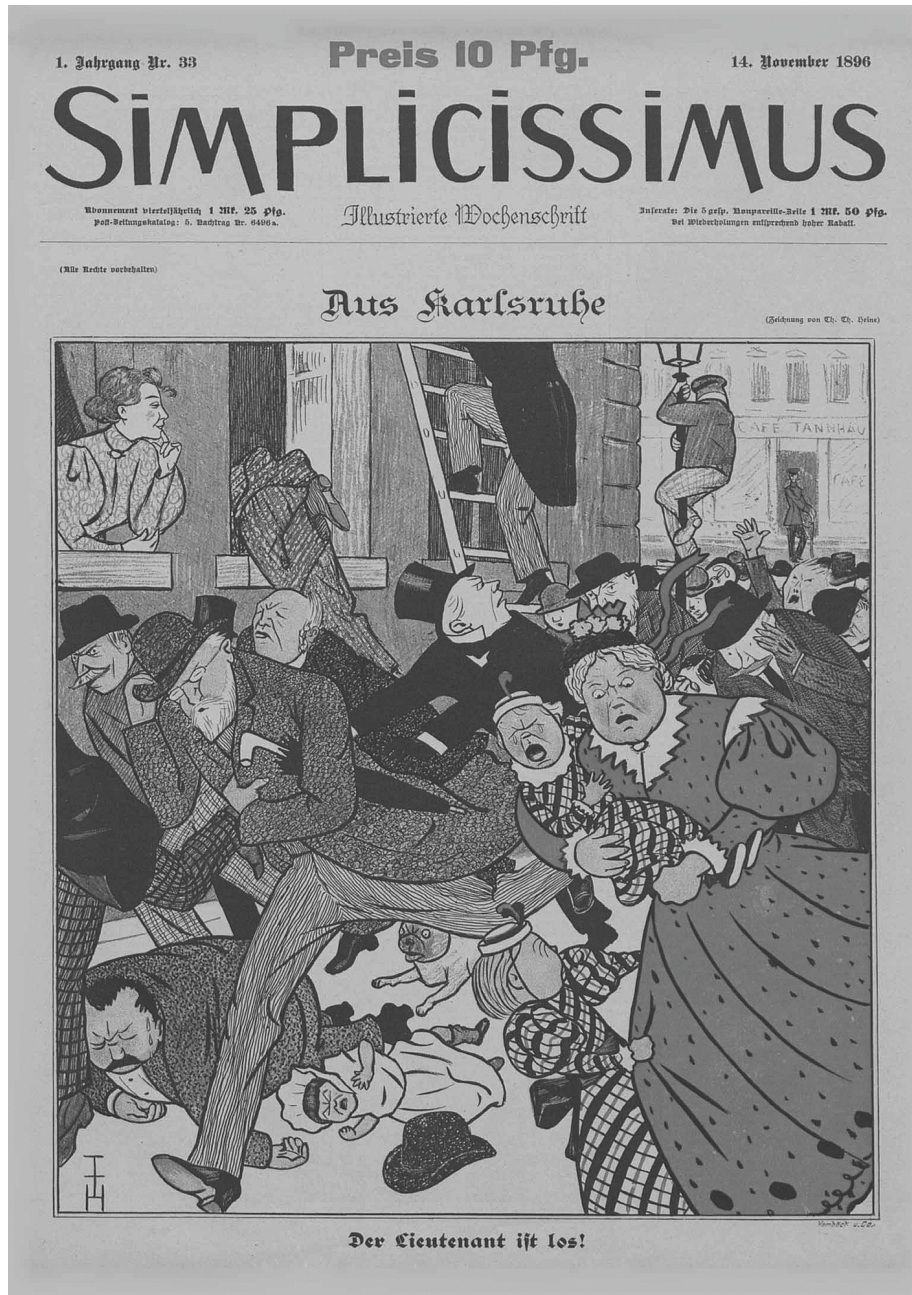 1. Jahrgang Nr. 33
Preis 10 Pfg.
14. November 1896
SIMPLICISSIMUS
Abonnement vierteljährlich 1 Mk. 25 Pfg.
Post-Zeitungskatalog: 5. Nachtrag Nr. 6496a.
Illustrierte Wochenschrift
Inserate: Die 5 gesp. Nonpareille-Zeile 1 Mk. 50 Pfg.
Bei Wiederholungen entsprechend hoher Rabatt.
(Alle Rechte vorbehalten)
Aus Karlsruhe
(Zeichnung von Th. Th. Heine)
CAFE TANNHAU
CAFE
TTH
Der Lieutenant ist los!